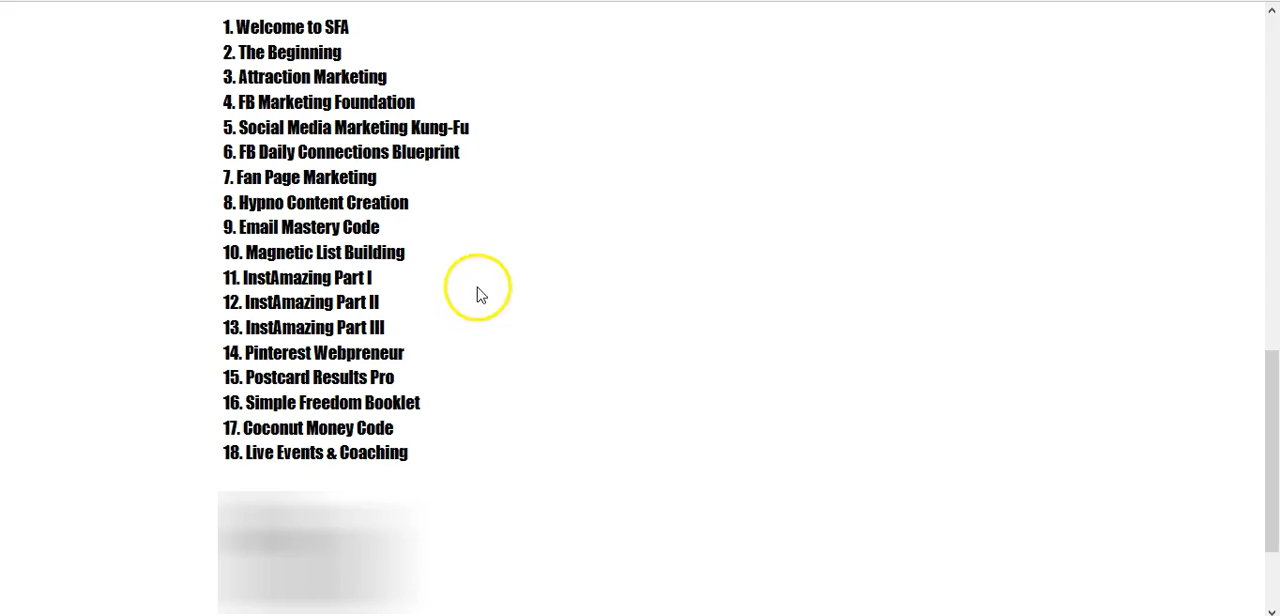 1. Welcome to SFA
2. The Beginning
3. Attraction Marketing
4. FB Marketing Foundation
5. Social Media Marketing Kung-Fu
6. FB Daily Connections Blueprint
7. Fan Page Marketing
8. Hypno Content Creation
9. Email Mastery Code
10. Magnetic List Building
11. InstAmazing Part I
12. InstAmazing Part II
13. InstAmazing Part III
14. Pinterest Webpreneur
15. Postcard Results Pro
16. Simple Freedom Booklet
17. Coconut Money Code
18. Live Events & Coaching